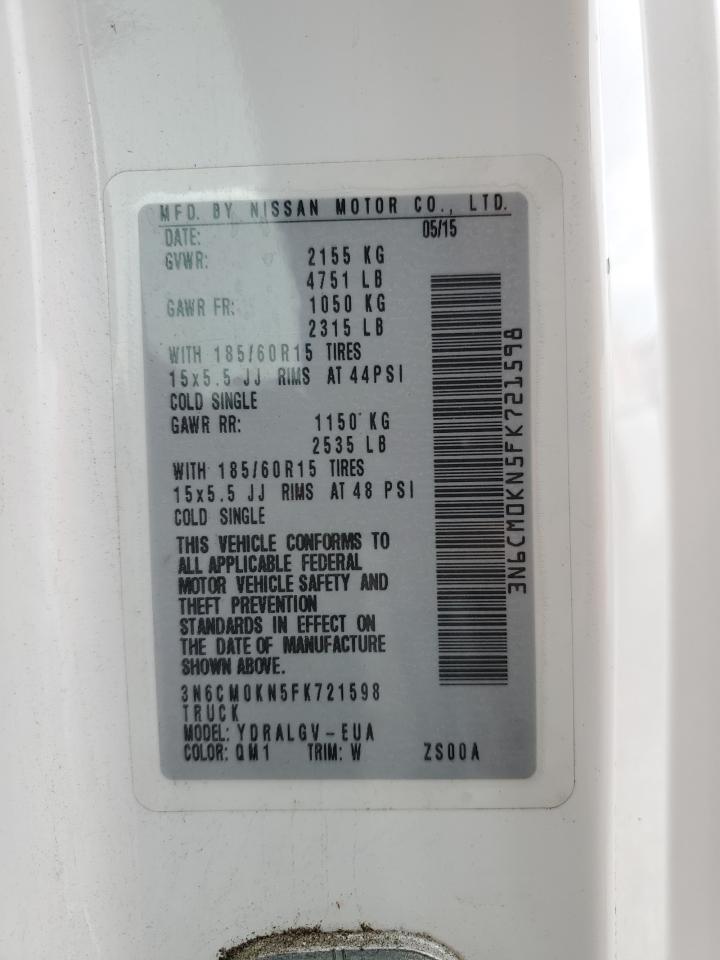 MFD. BY NISSAN MOTOR CO., LTD.
DATE: 05/15
GVWR: 2155 KG
4751 LB
GAWR FR: 1050 KG
2315 LB
WITH 185/60R15 TIRES
15x5.5 JJ RIMS AT 44PSI
COLD SINGLE
GAWR RR: 1150 KG
2535 LB
WITH 185/60R15 TIRES
15x5.5 JJ RIMS AT 48 PSI
COLD SINGLE
THIS VEHICLE CONFORMS TO
ALL APPLICABLE FEDERAL
MOTOR VEHICLE SAFETY AND
THEFT PREVENTION
STANDARDS IN EFFECT ON
THE DATE OF MANUFACTURE
SHOWN ABOVE.
3N6CM0KN5FK721598
TRUCK
MODEL: YDRALGV-EUA
COLOR: QM1 TRIM: W ZS00A
3N6CM0KN5FK721598